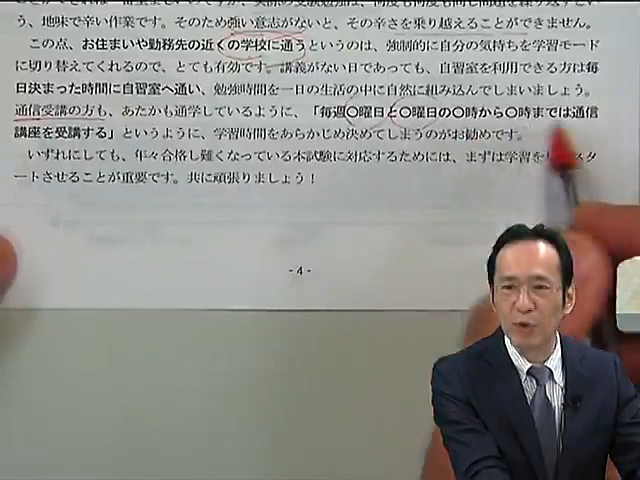 う、地味で辛い作業です。そのため強い意志がないと、その辛さを乗り越えることができません。
この点、お住まいや勤務先の近くの学校に通うというのは、強制的に自分の気持ちを学習モード
に切り替えてくれるので、とても有効です。講義がない日であっても、自習室を利用できる方は毎
日決まった時間に自習室へ通い、勉強時間を一日の生活の中に自然に組み込んでしまいましょう。
通信受講の方も、あたかも通学しているように、「毎週〇曜日と〇曜日の〇時から〇時までは通信
講座を受講する」というように、学習時間をあらかじめ決めてしまうのがお勧めです。
いずれにしても、年々合格し難くなっている本試験に対応するためには、まずは学習を スタ
ートさせることが重要です。共に頑張りましょう！
- 4 -